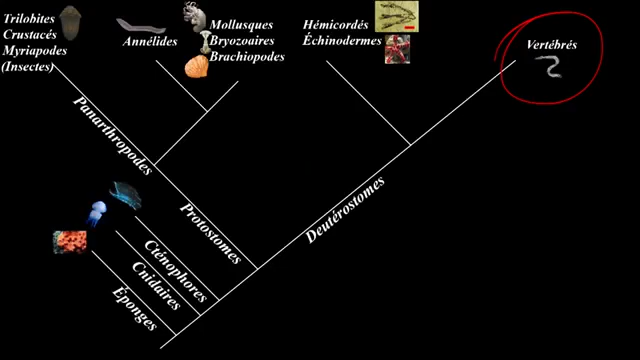 Trilobites
Crustacés
Myriapodes
(Insectes)
Annélides
Mollusques
Bryozoaires
Brachiopodes
Hémicordés
Échinodermes
Vertébrés
Panarthropodes
Protostomes
Deutérostomes
Cténophores
Cnidaires
Éponges